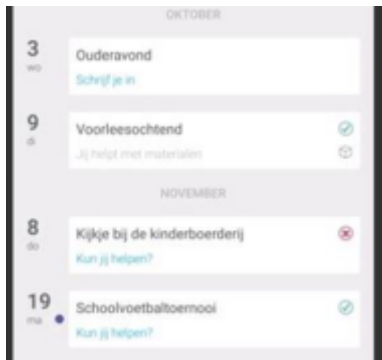 OKTOBER
3
wo
Ouderavond
Schrijf je in
9
di
Voorleesochtend
Jij helpt met materialen
NOVEMBER
8
do
Kijkje bij de kinderboerderij
Kun jij helpen?
19
ma
Schoolvoetbaltoernooi
Kun jij helpen?